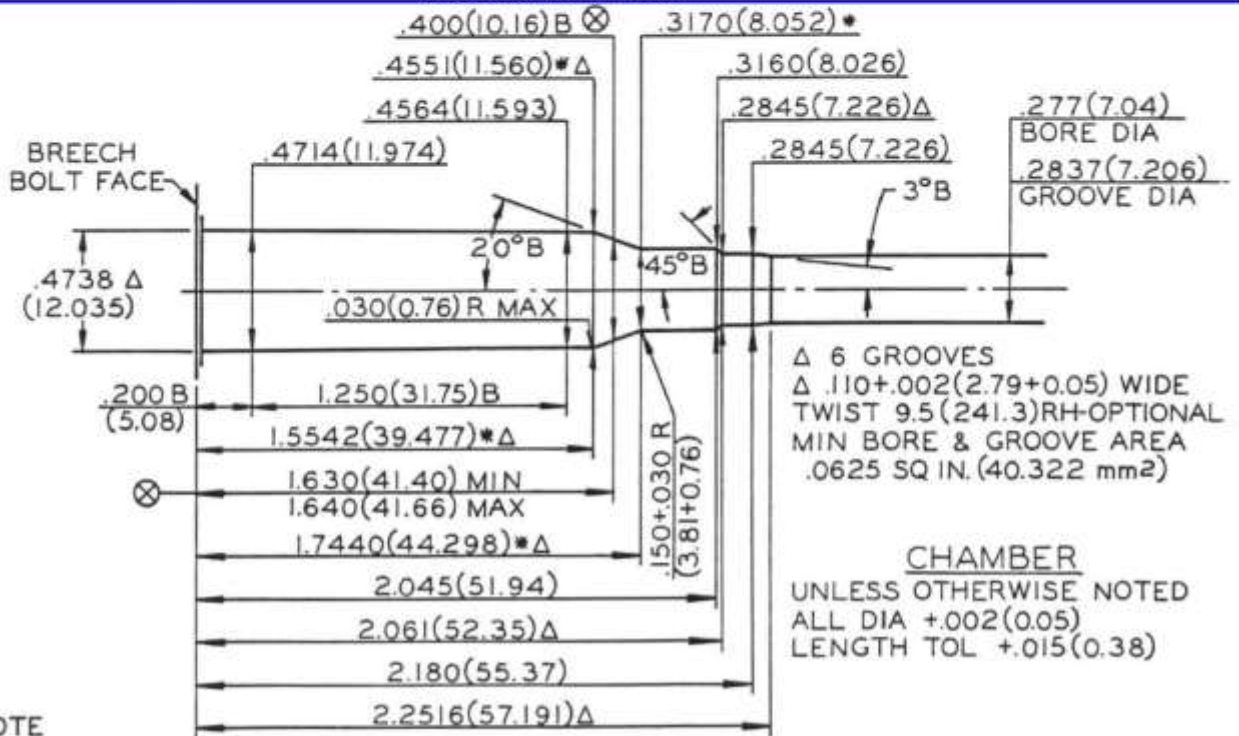 .400(10.16)B ⊗
.3170(8.052)*
.4551(11.560)*Δ
.3160(8.026)
.4564(11.593)
.2845(7.226)Δ
.277(7.04)
BORE DIA
.4714(11.974)
.2845(7.226)
BREECH
BOLT FACE
.2837(7.206)
GROOVE DIA
3°B
20°B
45°B
.4738 Δ
(12.035)
.030(0.76) R MAX
Δ 6 GROOVES
Δ .110+.002(2.79+0.05) WIDE
TWIST 9.5(241.3)RH-OPTIONAL
MIN BORE & GROOVE AREA
.0625 SQ IN.(40.322 mm2)
.200 B
(5.08)
1.250(31.75)B
1.5542(39.477)*Δ
⊗
1.630(41.40) MIN
1.640(41.66) MAX
.150+.030 R
(3.81+0.76)
1.7440(44.298)*Δ
2.045(51.94)
2.061(52.35)Δ
2.180(55.37)
2.2516(57.191)Δ
CHAMBER
UNLESS OTHERWISE NOTED
ALL DIA +.002(0.05)
LENGTH TOL +.015(0.38)